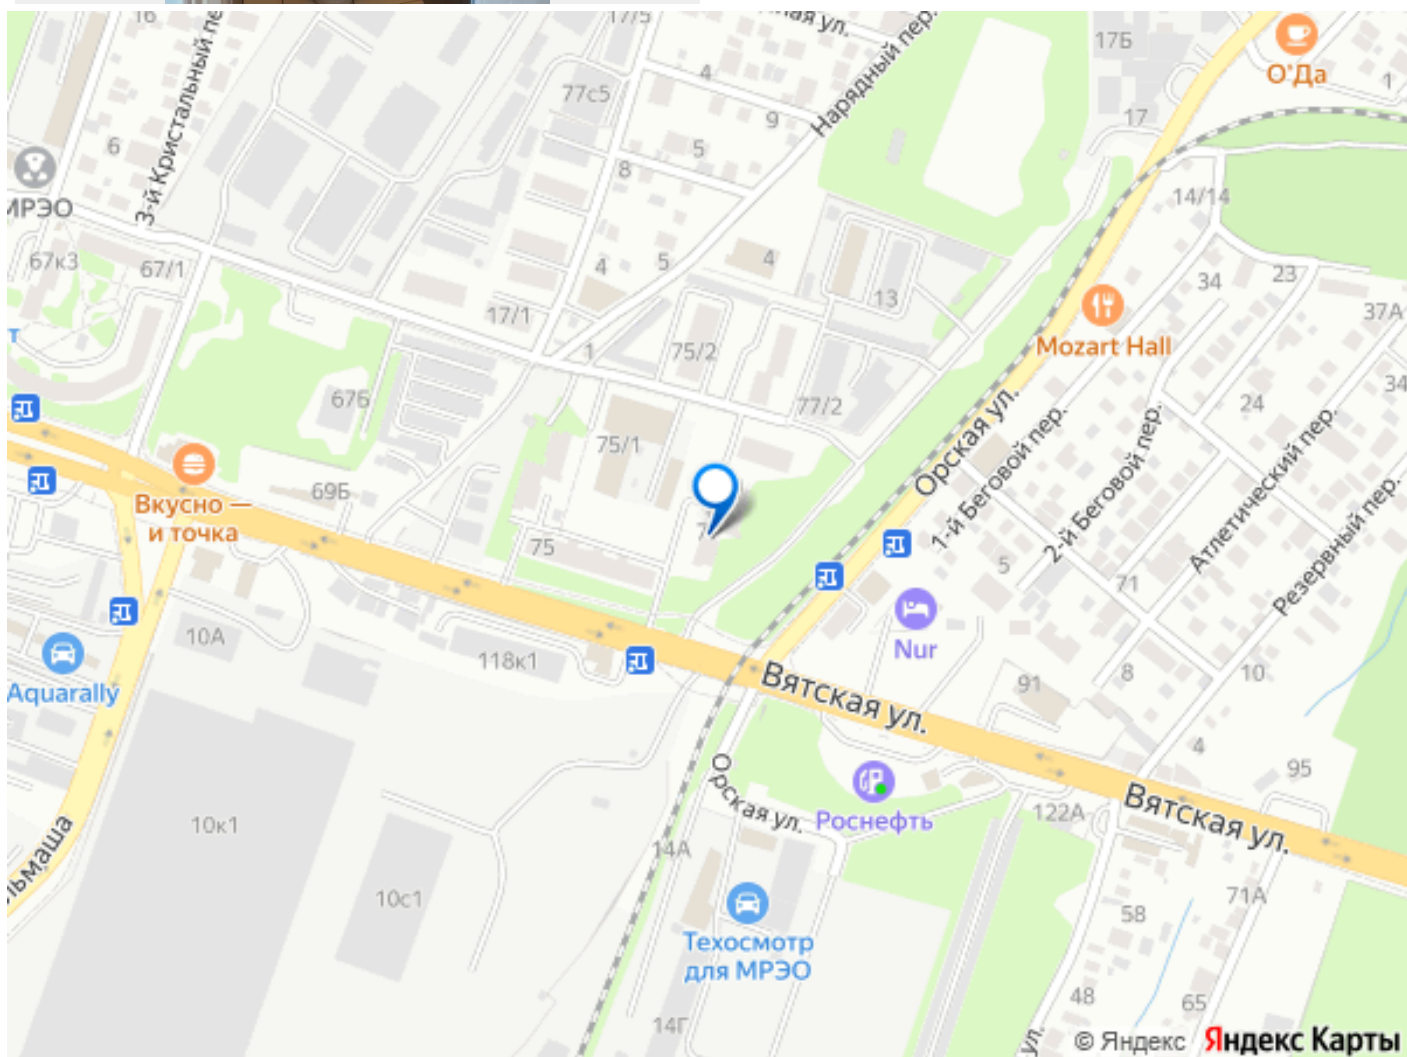 16
3-й Кристальный пе
17/5
ая ул.
Нарядный пер.
17Б
О'Да
1
77с5
4
9
17
6
5
8
МРЭО
14/14
67к3
67/1
4
5
4
13
34
23
37А
17/1
1
75/2
Mozart Hall
т
67Б
77/2
24
34
75/1
Орская ул.
1-й Беговой пер.
2-й Беговой пер.
Атлетический пер.
Резервный пер.
69Б
Вкусно —
и точка
75
5
71
Nur
10А
118к1
Aquarally
8
10
91
Вятская ул.
4
95
Орская ул.
Роснефть
122А
Вятская ул.
10к1
льмаша
14А
10с1
58
71А
Техосмотр
для МРЭО
48
65
14Г
ул.
© Яндекс Яндекс Карты